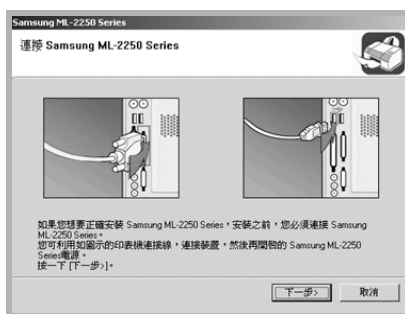 Samsung ML-2250 Series
連接 Samsung ML-2250 Series
如果您想要正確安裝 Samsung ML-2250 Series，安裝之前，您必須連接 Samsung
ML-2250 Series。
您可利用如圖示的印表機連接線，連接裝置，然後再開啟的 Samsung ML-2250
Series電源。
按一下 [下一步>]。
下一步>
取消